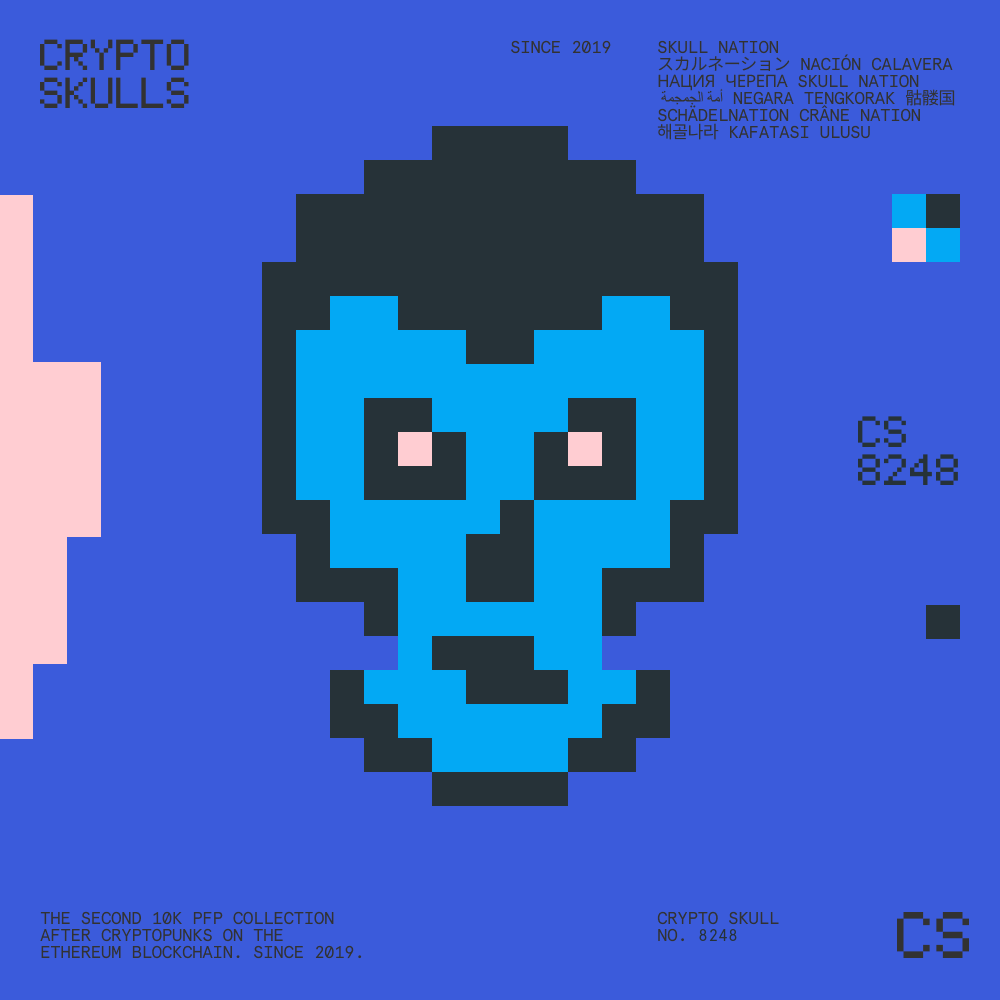 CRYPTO
SKULLS
SINCE 2019
SKULL NATION
スカルネーション NACIÓN CALAVERA
НАЦИЯ ЧЕРЕПА SKULL NATION
أمة الجمجمة NEGARA TENGKORAK 骷髅国
SCHÄDELNATION CRÂNE NATION
해골나라 KAFATASI ULUSU
CS
8248
THE SECOND 10K PFP COLLECTION
AFTER CRYPTOPUNKS ON THE
ETHEREUM BLOCKCHAIN. SINCE 2019.
CRYPTO SKULL
NO. 8248
CS